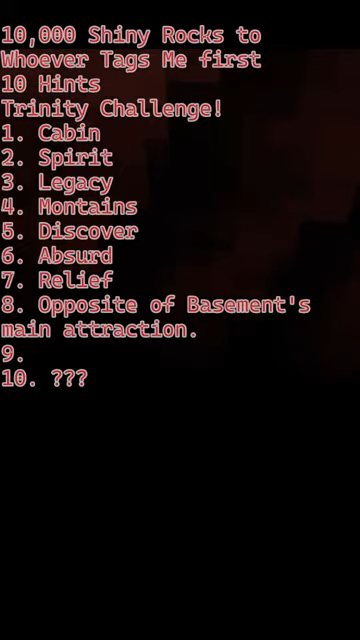 10,000 Shiny Rocks to
Whoever Tags Me first
10 Hints
Trinity Challenge!
1. Cabin
2. Spirit
3. Legacy
4. Montains
5. Discover
6. Absurd
7. Relief
8. Opposite of Basement's
main attraction.
9.
10. ???